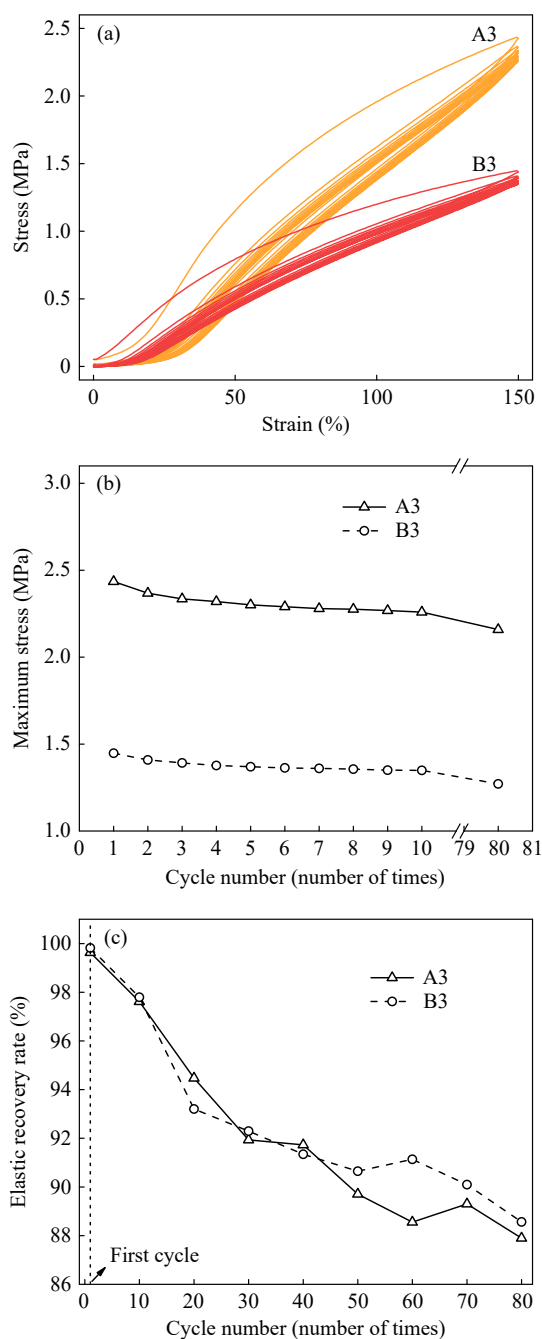 (a)
A3
B3
2.5
2.0
1.5
1.0
0.5
0
Stress (MPa)
0 50 100 150
Strain (%)
(b)
A3
B3
3.0
2.5
2.0
1.5
1.0
Maximum stress (MPa)
0 1 2 3 4 5 6 7 8 9 10 79 80 81
Cycle number (number of times)
(c)
A3
B3
100
98
96
94
92
90
88
86
Elastic recovery rate (%)
First cycle
0 10 20 30 40 50 60 70 80
Cycle number (number of times)